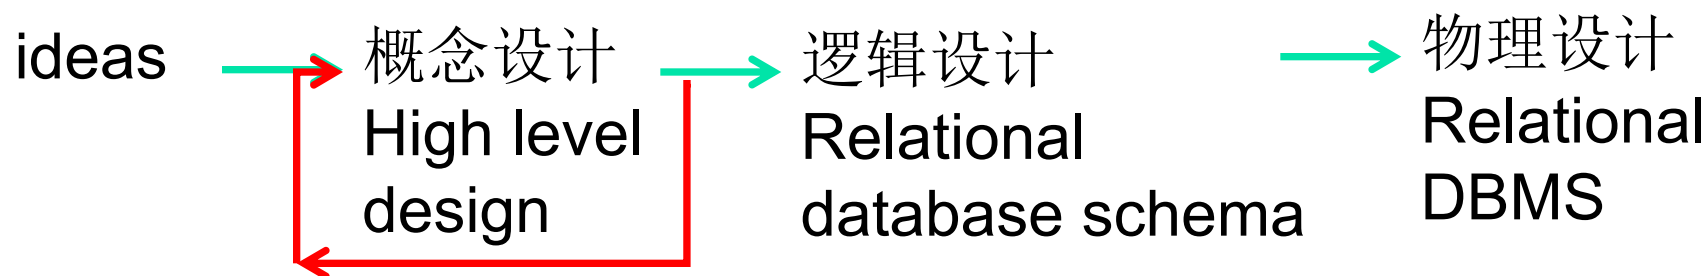 ideas
概念设计
High level
design
逻辑设计
Relational
database schema
物理设计
Relational
DBMS